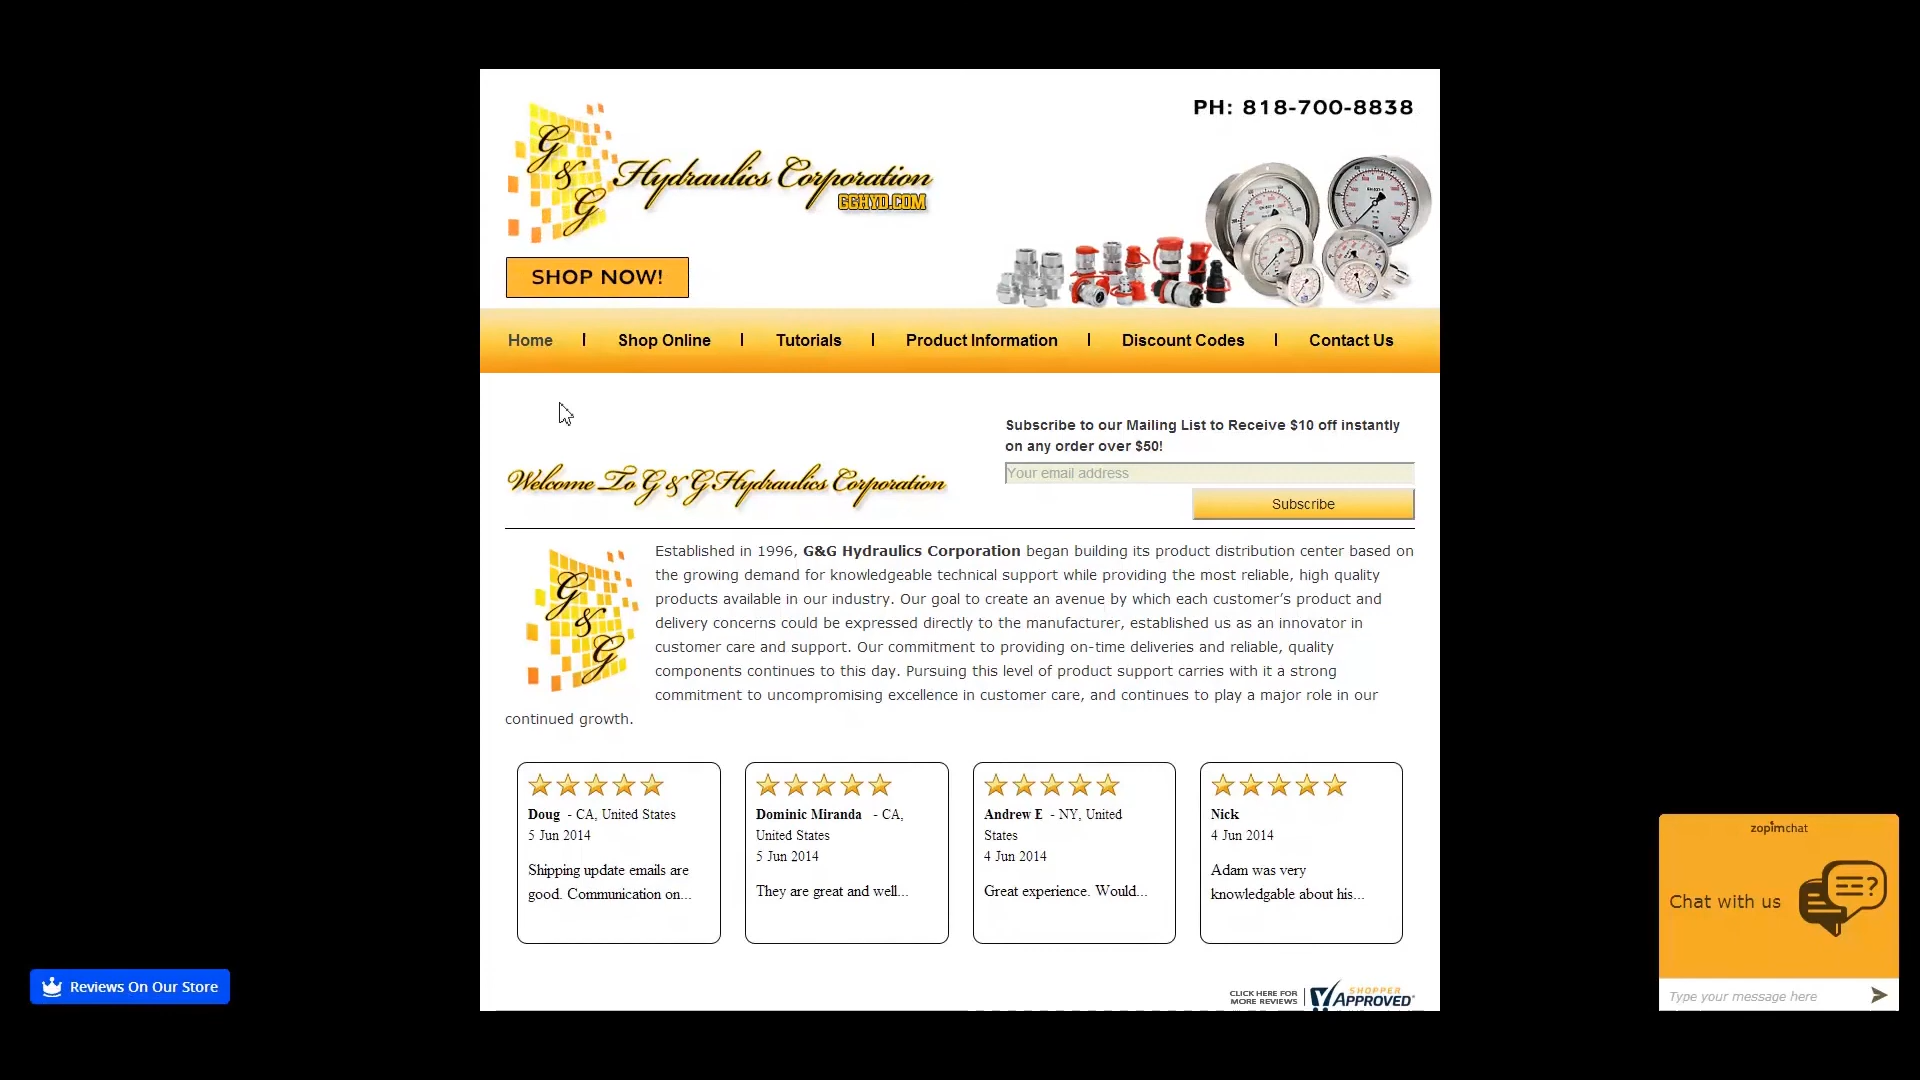 PH: 818-700-8838
G
&
G
Hydraulics Corporation
GGHYD.COM
SHOP NOW!
Home | Shop Online | Tutorials | Product Information | Discount Codes | Contact Us
Subscribe to our Mailing List to Receive $10 off instantly
on any order over $50!
Your email address
Welcome To G & G Hydraulics Corporation
Subscribe
Established in 1996, G&G Hydraulics Corporation began building its product distribution center based on
the growing demand for knowledgeable technical support while providing the most reliable, high quality
products available in our industry. Our goal to create an avenue by which each customer’s product and
delivery concerns could be expressed directly to the manufacturer, established us as an innovator in
customer care and support. Our commitment to providing on-time deliveries and reliable, quality
components continues to this day. Pursuing this level of product support carries with it a strong
commitment to uncompromising excellence in customer care, and continues to play a major role in our
continued growth.
G
&
G
Doug - CA, United States
5 Jun 2014
Shipping update emails are
good. Communication on...
Dominic Miranda - CA,
United States
5 Jun 2014
They are great and well...
Andrew E - NY, United
States
4 Jun 2014
Great experience. Would...
Nick
4 Jun 2014
Adam was very
knowledgable about his...
zopimchat
Chat with us
Type your message here
Reviews On Our Store
CLICK HERE FOR
MORE REVIEWS
SHOPPER
APPROVED